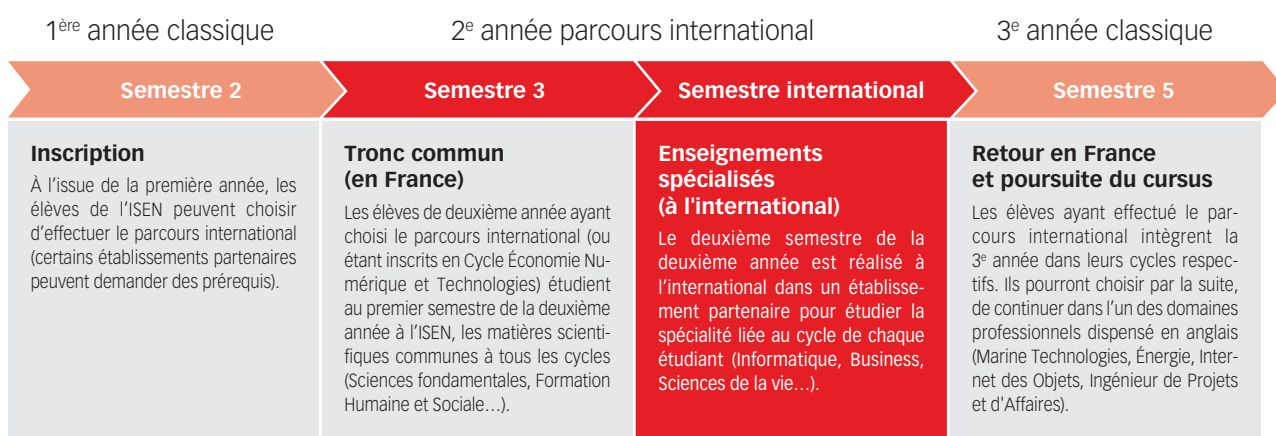 1ère année classique
2e année parcours international
3e année classique
Semestre 2
Semestre 3
Semestre international
Semestre 5
Inscription
À l'issue de la première année, les
élèves de l'ISEN peuvent choisir
d'effectuer le parcours international
(certains établissements partenaires
peuvent demander des prérequis).
Tronc commun
(en France)
Les élèves de deuxième année ayant
choisi le parcours international (ou
étant inscrits en Cycle Économie Nu-
mérique et Technologies) étudient
au premier semestre de la deuxième
année à l'ISEN, les matières scienti-
fiques communes à tous les cycles
(Sciences fondamentales, Formation
Humaine et Sociale…).
Enseignements
spécialisés
(à l'international)
Le deuxième semestre de la
deuxième année est réalisé à
l'international dans un établisse-
ment partenaire pour étudier la
spécialité liée au cycle de chaque
étudiant (Informatique, Business,
Sciences de la vie…).
Retour en France
et poursuite du cursus
Les élèves ayant effectué le par-
cours international intègrent la
3e année dans leurs cycles respec-
tifs. Ils pourront choisir par la suite,
de continuer dans l'un des domaines
professionnels dispensé en anglais
(Marine Technologies, Énergie, Inter-
net des Objets, Ingénieur de Projets
et d'Affaires).